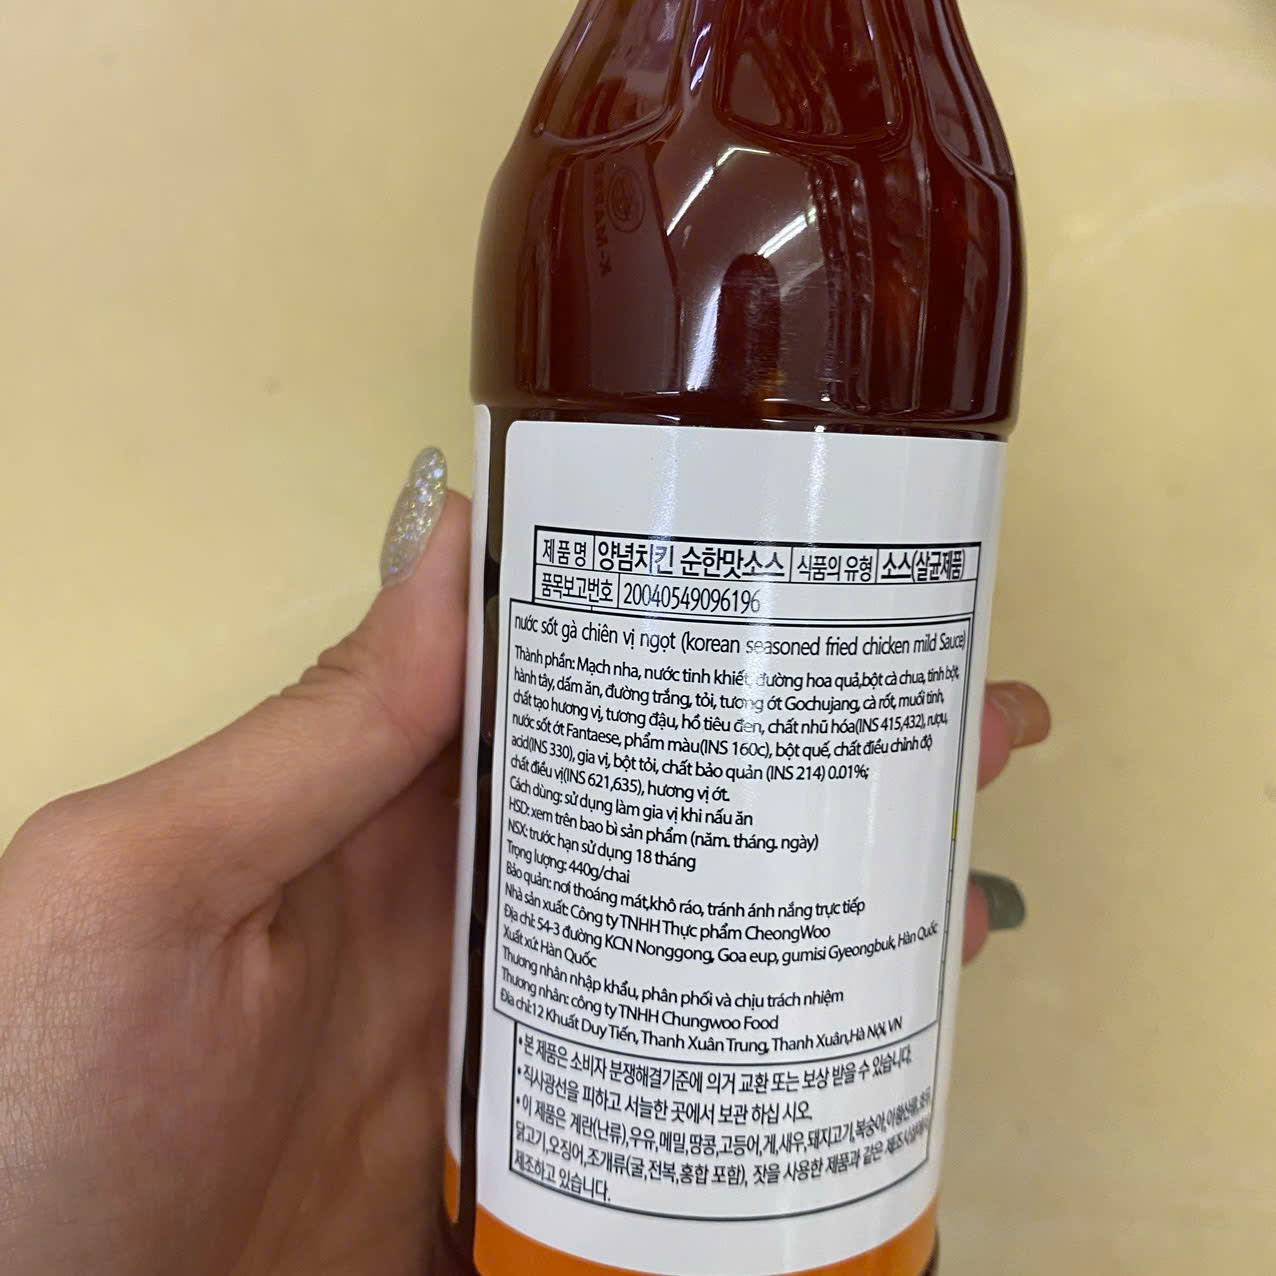 제 품 명 양념치킨 순한맛소스 식품의 유형 소스(살균제품)
품목보고번호 20040549096196
nước sốt gà chiên vị ngọt (korean seasoned fried chicken mild Sauce)
Thành phần: Mạch nha, nước tinh khiết, đường hoa quả,bột cà chua, tinh bột,
hành tây, dấm ăn, đường trắng, tỏi, tương ớt Gochujang, cà rốt, muối tinh,
chất tạo hương vị, tương đậu, hồ tiêu đen, chất nhũ hóa(INS 415,432), rượu,
nước sốt ớt Fantaese, phẩm màu(INS 160c), bột quế, chất điều chỉnh độ
acid(INS 330), gia vị, bột tỏi, chất bảo quản (INS 214) 0.01%;
chất điều vị(INS 621,635), hương vị ớt.
Cách dùng: sử dụng làm gia vị khi nấu ăn
HSD: xem trên bao bì sản phẩm (năm. tháng. ngày)
NSX: trước hạn sử dụng 18 tháng
Trọng lượng: 440g/chai
Bảo quản: nơi thoáng mát,khô ráo, tránh ánh nắng trực tiếp
Nhà sản xuất: Công ty TNHH Thực phẩm CheongWoo
Địa chỉ: 54-3 đường KCN Nonggong, Goa eup, gumisi Gyeongbuk, Hàn Quốc
Xuất xứ: Hàn Quốc
Thương nhân nhập khẩu, phân phối và chịu trách nhiệm
Thương nhân: công ty TNHH Chungwoo Food
Địa chỉ:12 Khuất Duy Tiến, Thanh Xuân Trung, Thanh Xuân,Hà Nội, VN
•본 제품은 소비자 분쟁해결기준에 의거 교환 또는 보상 받을 수 있습니다.
•직사광선을 피하고 서늘한 곳에서 보관 하십 시오.
•이 제품은 계란(난류),우유,메밀,땅콩,고등어,게,새우,돼지고기,복숭아,아황산류,호두,
닭고기,오징어,조개류(굴,전복,홍합 포함), 잣을 사용한 제품과 같은 제조시설에서
제조하고 있습니다.